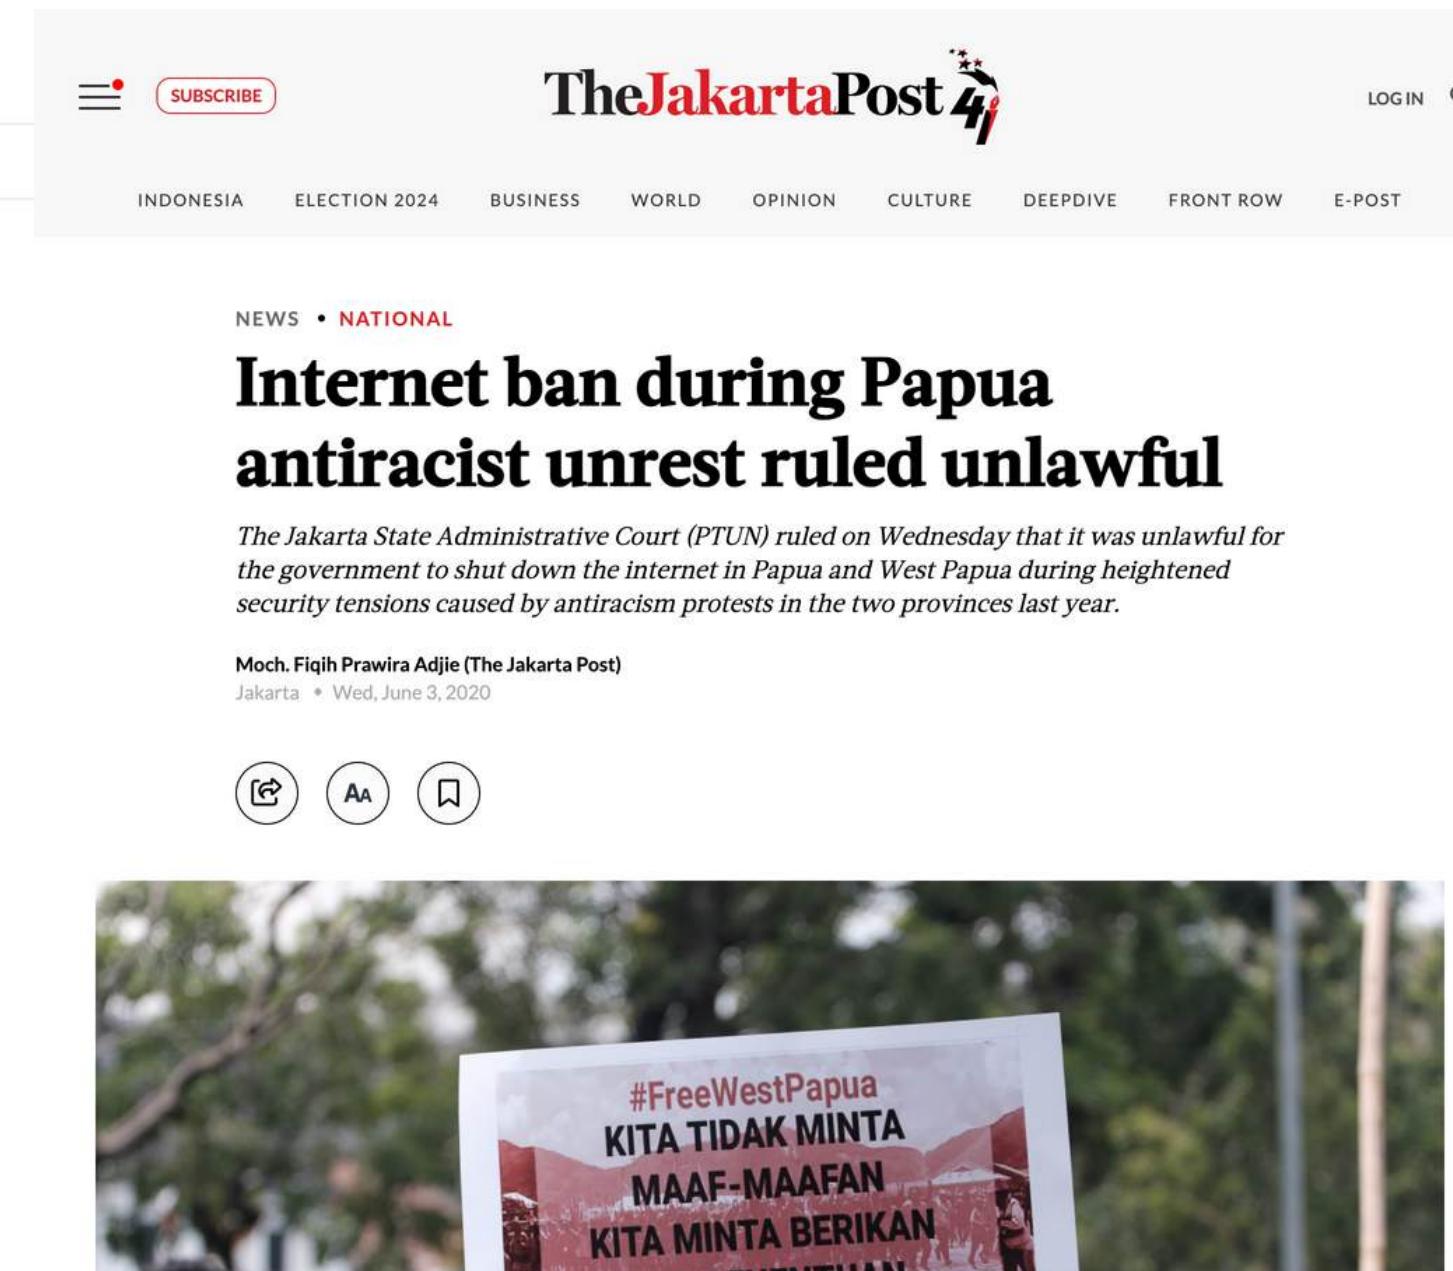 SUBSCRIBE
TheJakartaPost 41
LOG IN
INDONESIA ELECTION 2024 BUSINESS WORLD OPINION CULTURE DEEPDIVE FRONT ROW E-POST
NEWS • NATIONAL
Internet ban during Papua
antiracist unrest ruled unlawful
The Jakarta State Administrative Court (PTUN) ruled on Wednesday that it was unlawful for
the government to shut down the internet in Papua and West Papua during heightened
security tensions caused by antiracism protests in the two provinces last year.
Moch. Fiqih Prawira Adjie (The Jakarta Post)
Jakarta • Wed, June 3, 2020
AA
#FreeWestPapua
KITA TIDAK MINTA
MAAF-MAAFAN
KITA MINTA BERIKAN